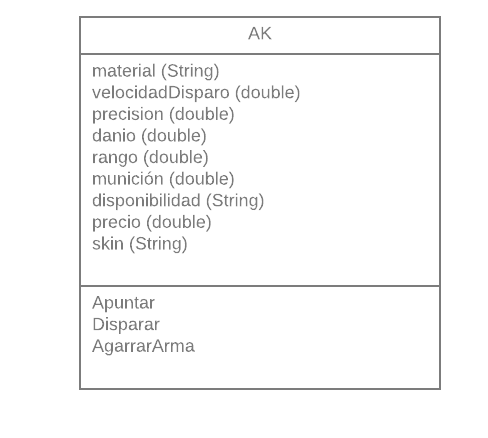 AK
material (String)
velocidadDisparo (double)
precision (double)
danio (double)
rango (double)
munición (double)
disponibilidad (String)
precio (double)
skin (String)
Apuntar
Disparar
AgarrarArma